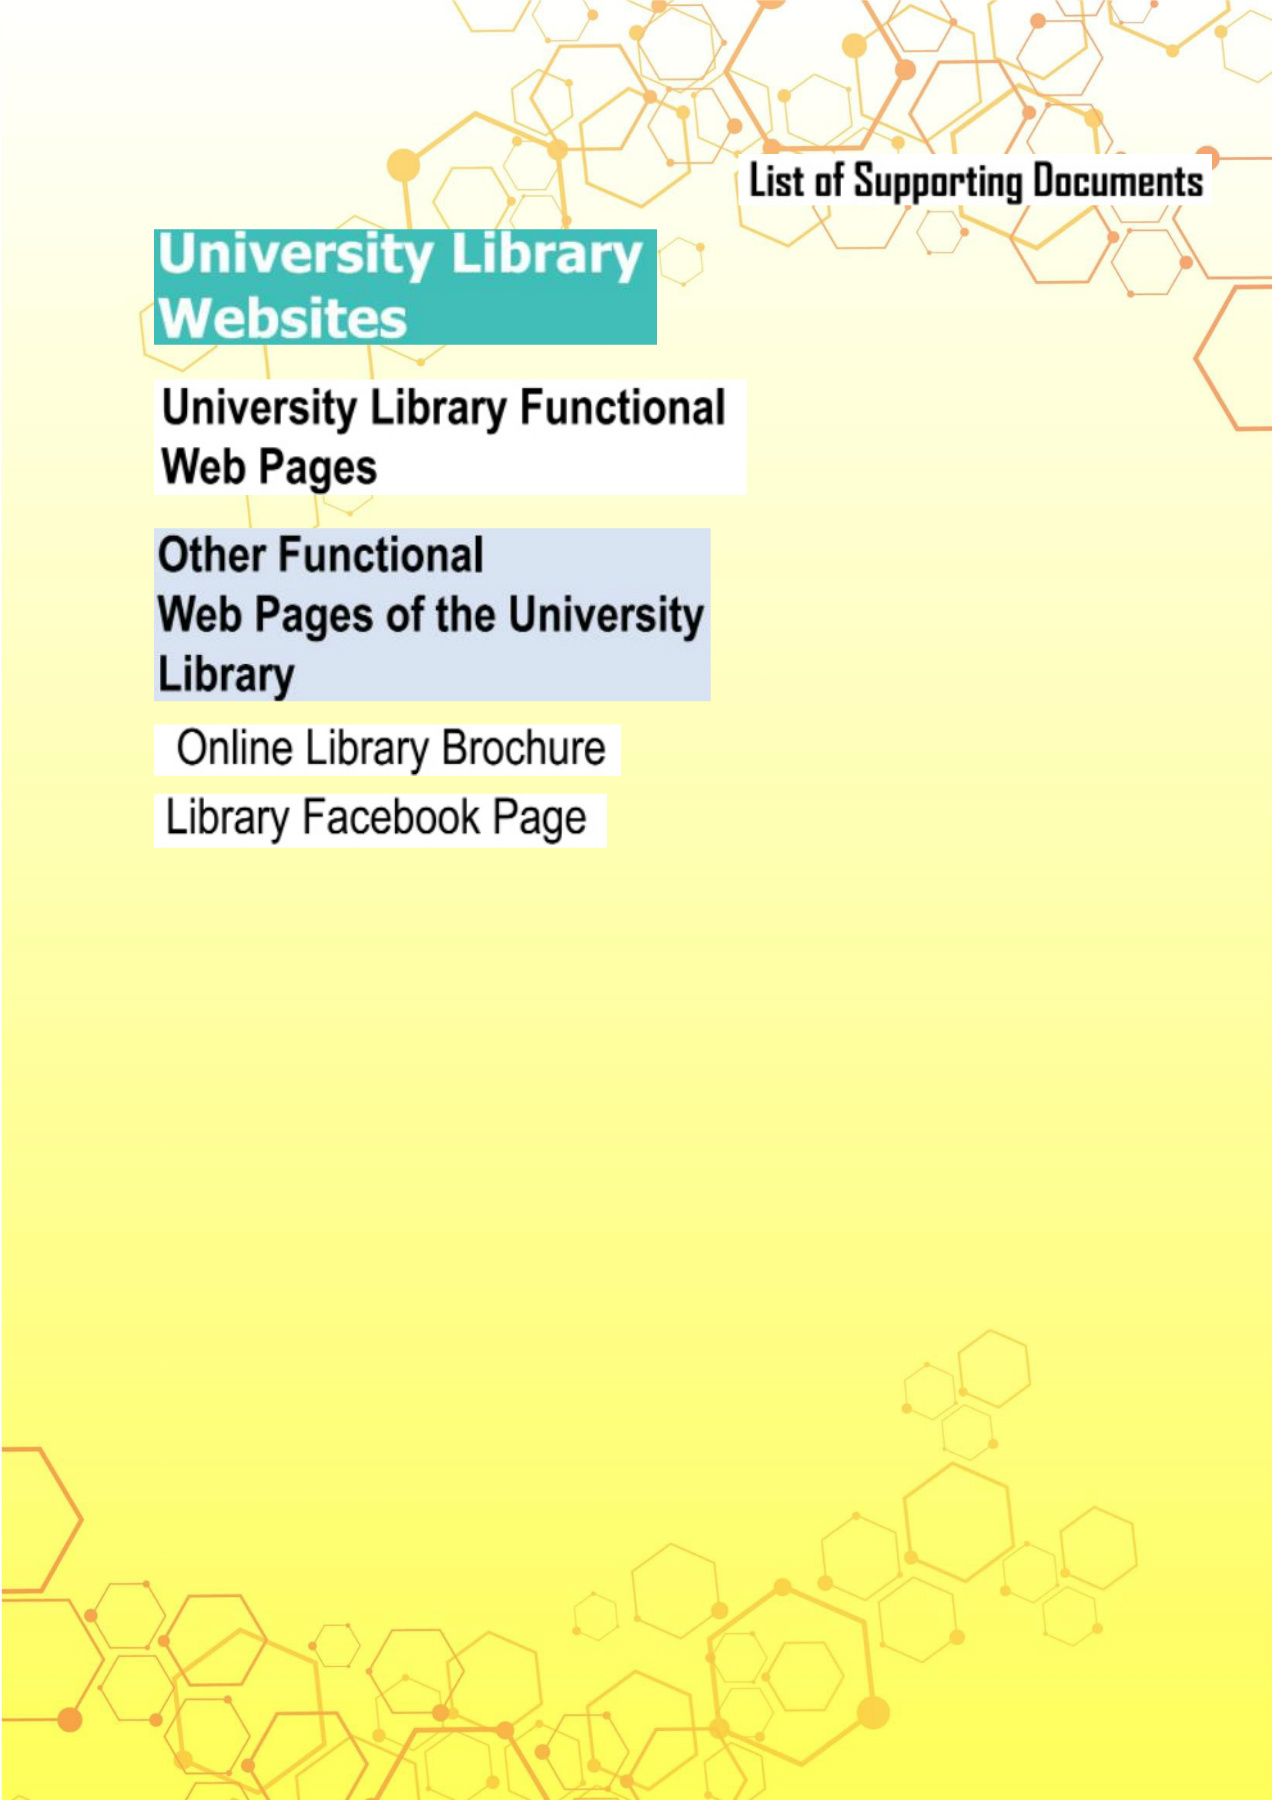 List of Supporting Documents
University Library
Websites
University Library Functional
Web Pages
Other Functional
Web Pages of the University
Library
Online Library Brochure
Library Facebook Page